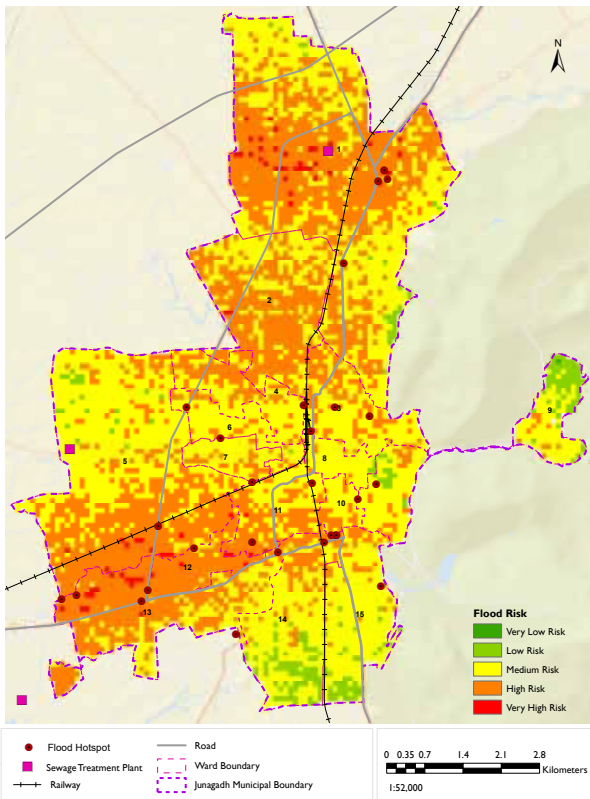 N
1
2
3
4
9
6
5
7
8
10
11
12
13
14
15
Flood Risk
Very Low Risk
Low Risk
Medium Risk
High Risk
Very High Risk
Flood Hotspot
Sewage Treatment Plant
Railway
Road
Ward Boundary
Junagadh Municipal Boundary
0 0.35 0.7 1.4 2.1 2.8
Kilometers
1:52,000